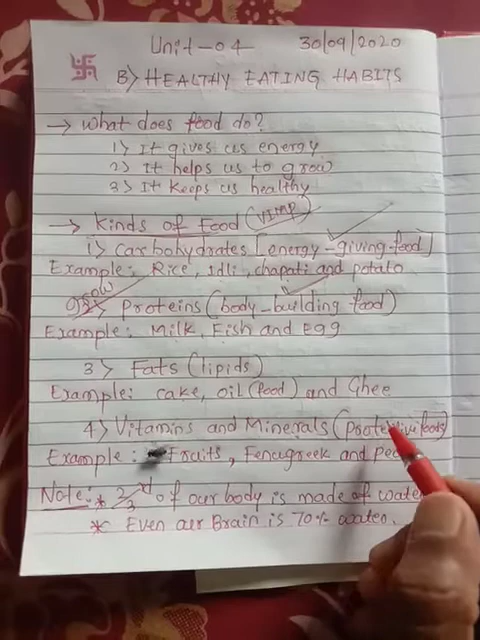 Unit-04 30/09/2020
B) HEALTHY EATING HABITS
→ What does food do?
1) It gives us energy
2) It helps us to grow
3) It keeps us healthy
→ Kinds of Food (VIMP)
1) Carbohydrates [energy-giving food]
Example: Rice, Idli, chapati and potato
2) Proteins (body-building food)
Example: Milk, Fish and Egg
3) Fats (lipids)
Example: cake, oil (food) and Ghee
4) Vitamins and Minerals (protective foods)
Example: Fruits, Fenugreek and
Note: * 2/3rd of our body is made of water
* Even our Brain is 70% water.